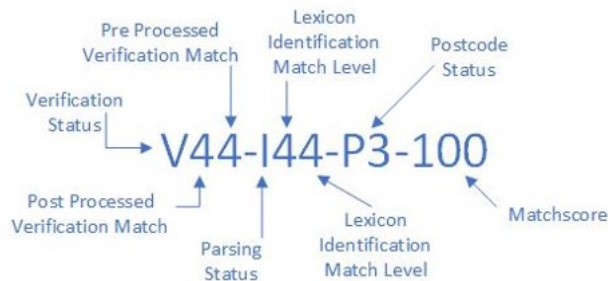 Pre Processed
Verification Match
Lexicon
Identification
Match Level
Postcode
Status
Verification
Status
V44-I44-P3-100
Post Processed
Verification Match
Parsing
Status
Lexicon
Identification
Match Level
Matchscore